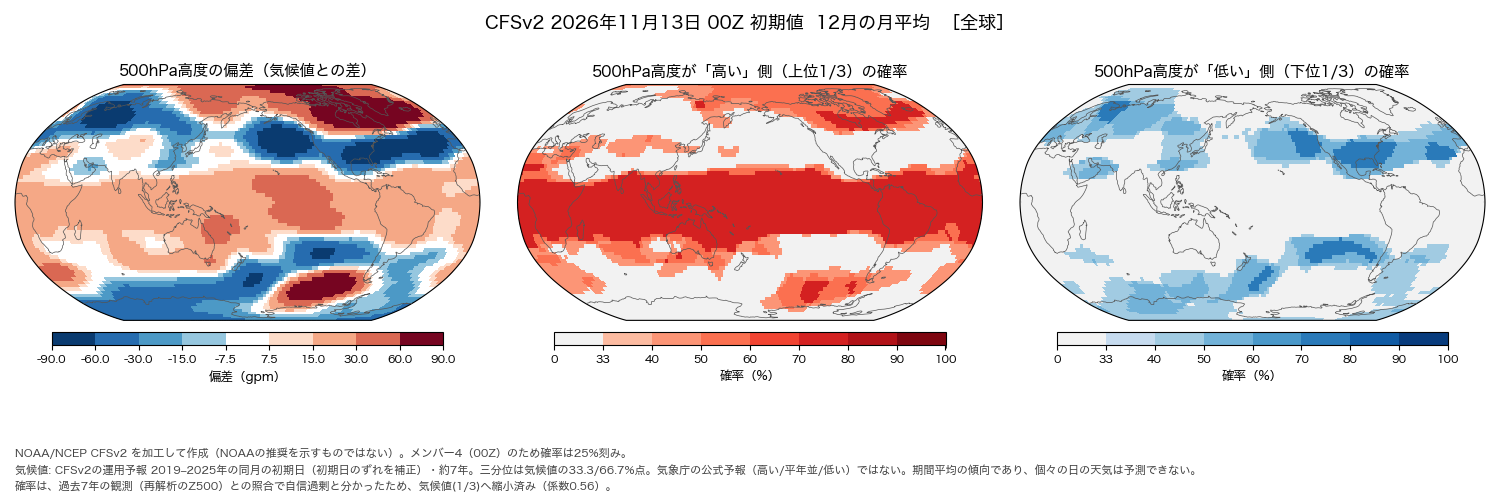 CFSv2 2026年11月13日 00Z 初期値  12月の月平均  ［全球］
500hPa高度の偏差（気候値との差）
500hPa高度が「高い」側（上位1/3）の確率
500hPa高度が「低い」側（下位1/3）の確率
-90.0 -60.0 -30.0 -15.0 -7.5 7.5 15.0 30.0 60.0 90.0
偏差（gpm）
0 33 40 50 60 70 80 90 100
確率（%）
0 33 40 50 60 70 80 90 100
確率（%）
NOAA/NCEP CFSv2 を加工して作成（NOAAの推奨を示すものではない）。メンバー4（00Z）のため確率は25%刻み。
気候値: CFSv2の運用予報 2019–2025年の同月の初期日（初期日のずれを補正）・約7年。三分位は気候値の33.3/66.7%点。気象庁の公式予報（高い/平年並/低い）ではない。期間平均の傾向であり、個々の日の天気は予測できない。
確率は、過去7年の観測（再解析のZ500）との照合で自信過剰と分かったため、気候値(1/3)へ縮小済み（係数0.56）。